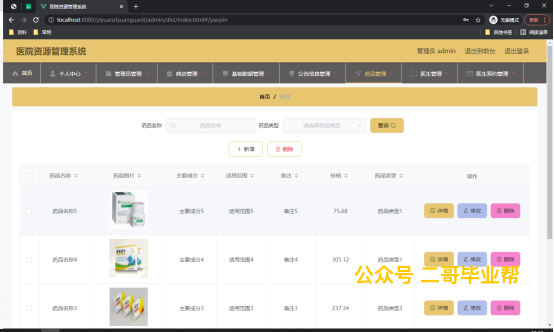 医院资源管理系统
localhost:8080/yiyuanziyuanguanli/admin/dist/index.html#/yaopin
无痕模式 更新
资料 常用 其他书签 阅读清单
医院资源管理系统 管理员 admin 退出到前台 退出登录
首页 个人中心 管理员管理 病史管理 基础数据管理 公告信息管理 药品管理 医生管理 医生预约管理
首页 / 药品
药品名称 药品名称 药品类型 请选择药品类型 查询
+ 新增 删除
药品名称 药品图片 主要成分 适用范围 备注 价格 药品类型 操作
药品名称5 主要成分5 适用范围5 备注5 75.68 药品类型1 详情 修改 删除
药品名称4 主要成分4 适用范围4 备注4 305.12 药品类型1 详情 修改 删除
公众号 二哥毕业帮
药品名称3 主要成分3 适用范围3 备注3 237.34 药品类型1 详情 修改 删除